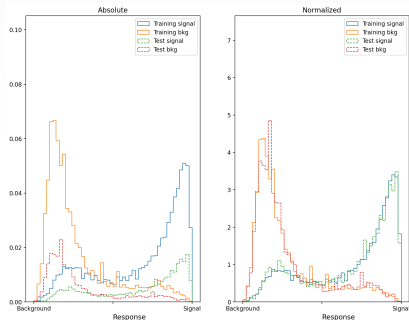 Absolute
Training signal
Training bkg
Test signal
Test bkg
0.10
0.08
0.06
0.04
0.02
0.00
Background
Signal
Response
Normalized
Training signal
Training bkg
Test signal
Test bkg
7
6
5
4
3
2
1
0
Background
Signal
Response